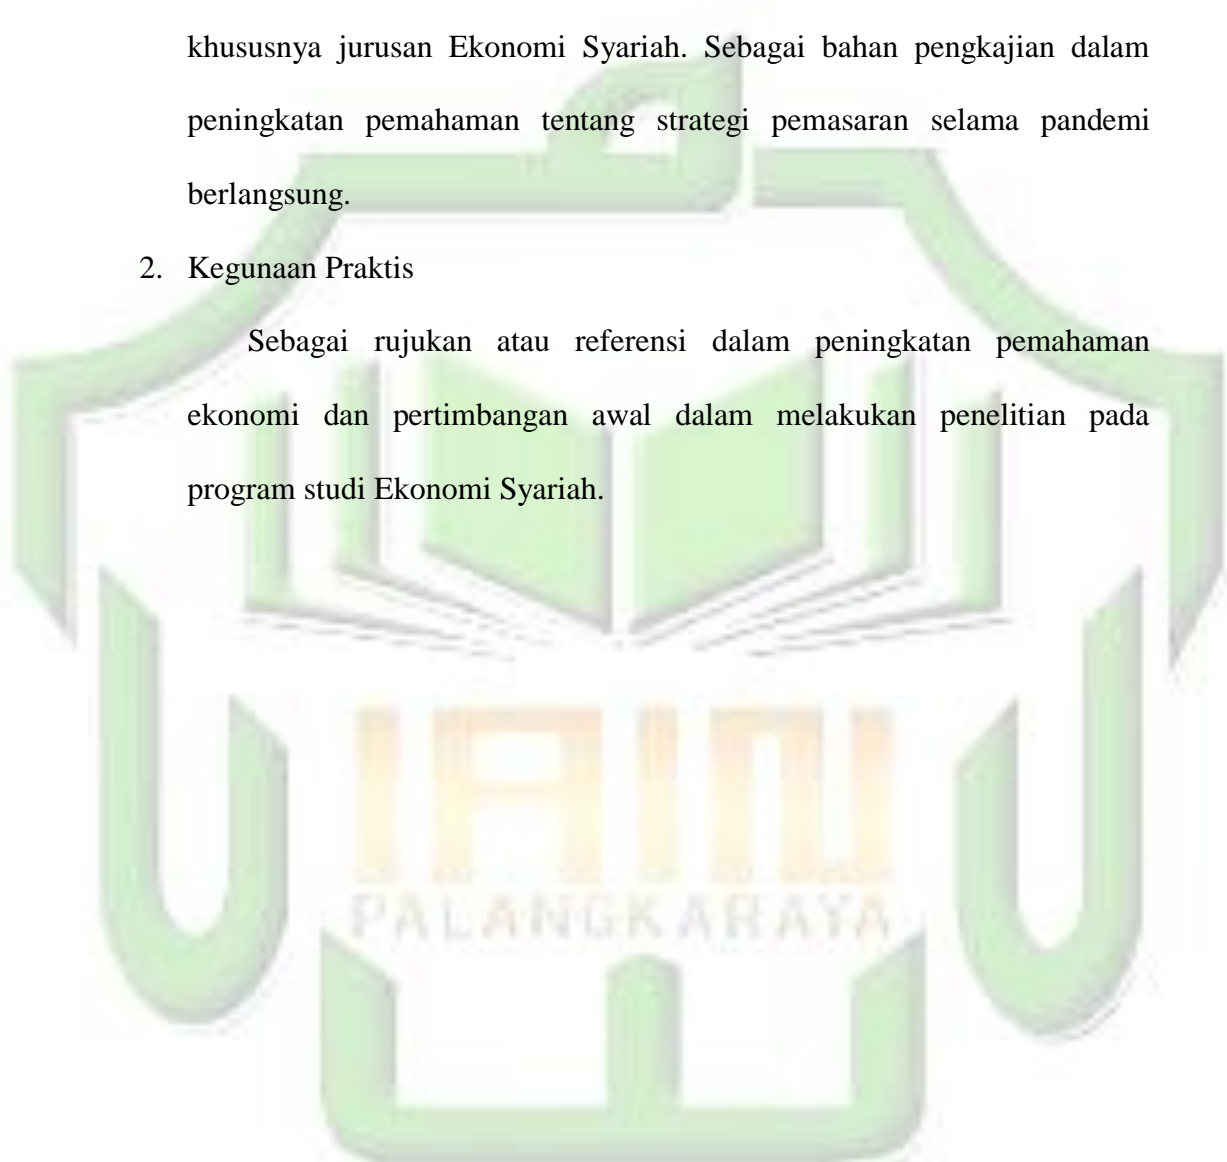 khususnya jurusan Ekonomi Syariah. Sebagai bahan pengkajian dalam
peningkatan pemahaman tentang strategi pemasaran selama pandemi
berlangsung.
2. Kegunaan Praktis
Sebagai rujukan atau referensi dalam peningkatan pemahaman
ekonomi dan pertimbangan awal dalam melakukan penelitian pada
program studi Ekonomi Syariah.
IAIN
PALANGKARAYA